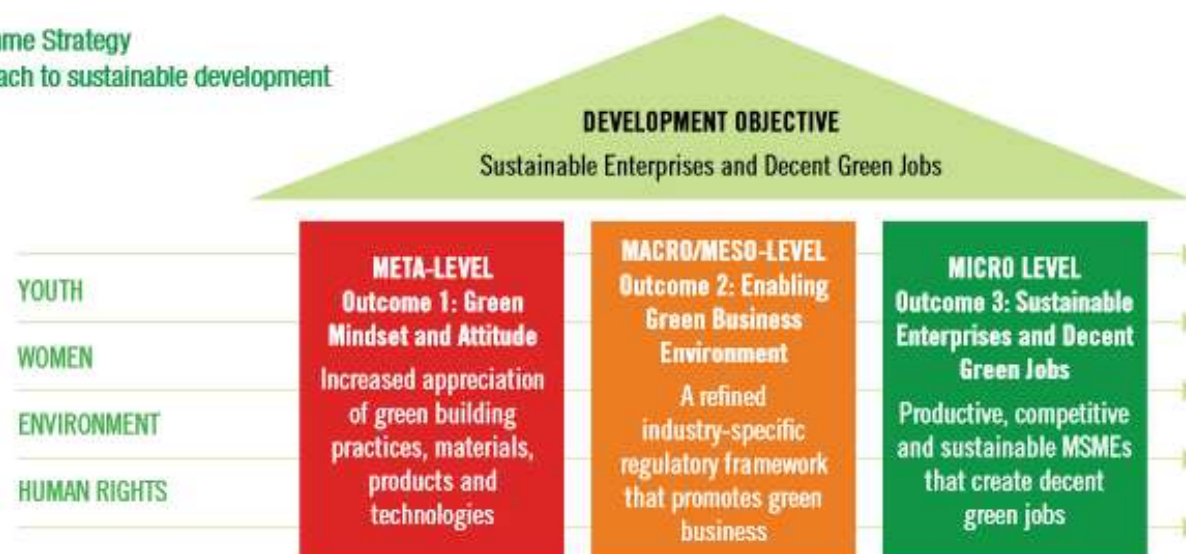 Strategy
to sustainable development
DEVELOPMENT OBJECTIVE
Sustainable Enterprises and Decent Green Jobs
YOUTH
WOMEN
ENVIRONMENT
HUMAN RIGHTS
META-LEVEL
Outcome 1: Green
Mindset and Attitude
Increased appreciation
of green building
practices, materials,
products and
technologies
MACRO/MESO-LEVEL
Outcome 2: Enabling
Green Business
Environment
A refined
industry-specific
regulatory framework
that promotes green
business
MICRO LEVEL
Outcome 3: Sustainable
Enterprises and Decent
Green Jobs
Productive, competitive
and sustainable MSMEs
that create decent
green jobs